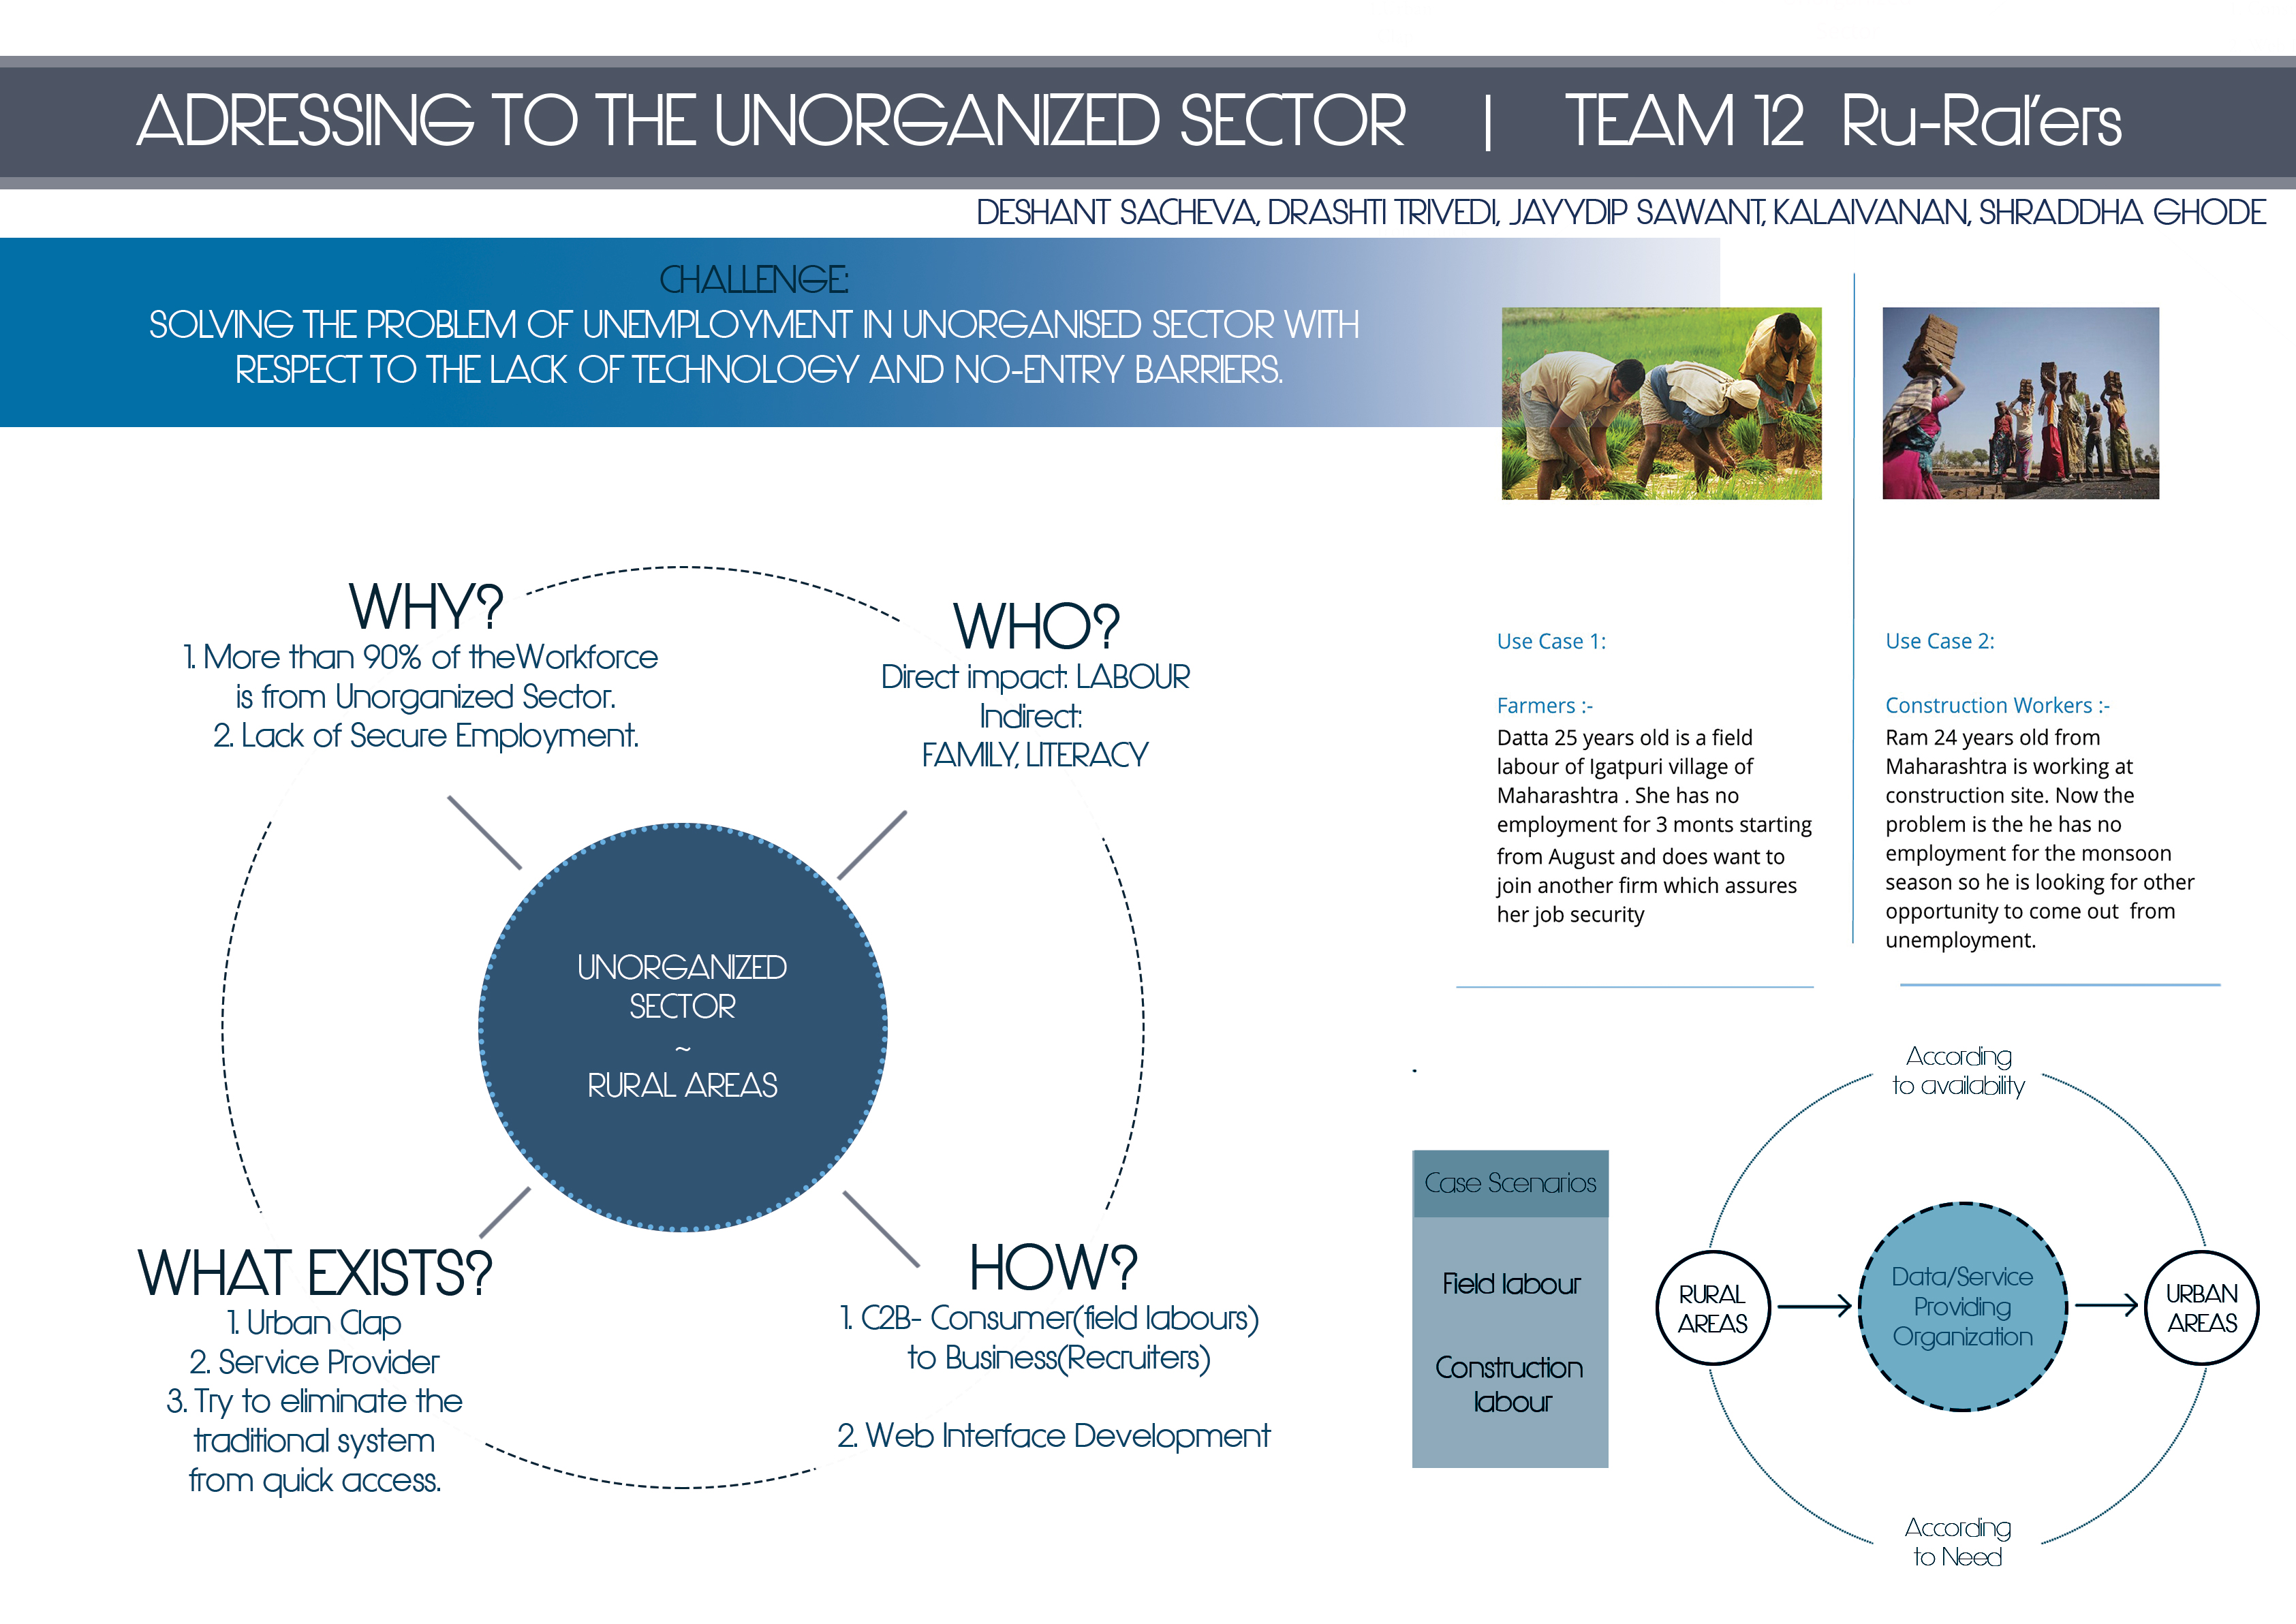 ADRESSING TO THE UNORGANIZED SECTOR | TEAM 12 Ru-Ral'ers
DESHANT SACHEVA, DRASHTI TRIVEDI, JAYYDIP SAWANT, KALAIVANAN, SHRADDHA GHODE
CHALLENGE:
SOLVING THE PROBLEM OF UNEMPLOYMENT IN UNORGANISED SECTOR WITH
RESPECT TO THE LACK OF TECHNOLOGY AND NO-ENTRY BARRIERS.
WHY?
1. More than 90% of theWorkforce
is from Unorganized Sector.
2. Lack of Secure Employment.
WHO?
Direct impact: LABOUR
Indirect:
FAMILY, LITERACY
UNORGANIZED
SECTOR
~
RURAL AREAS
WHAT EXISTS?
1. Urban Clap
2. Service Provider
3. Try to eliminate the
traditional system
from quick access.
HOW?
1. C2B- Consumer(field labours)
to Business(Recruiters)
2. Web Interface Development
Use Case 1:
Farmers :-
Datta 25 years old is a field
labour of Igatpuri village of
Maharashtra . She has no
employment for 3 monts starting
from August and does want to
join another firm which assures
her job security
Use Case 2:
Construction Workers :-
Ram 24 years old from
Maharashtra is working at
construction site. Now the
problem is the he has no
employment for the monsoon
season so he is looking for other
opportunity to come out  from
unemployment.
Case Scenarios
Field labour
Construction
labour
According
to availability
RURAL
AREAS
Data/Service
Providing
Organization
URBAN
AREAS
According
to Need